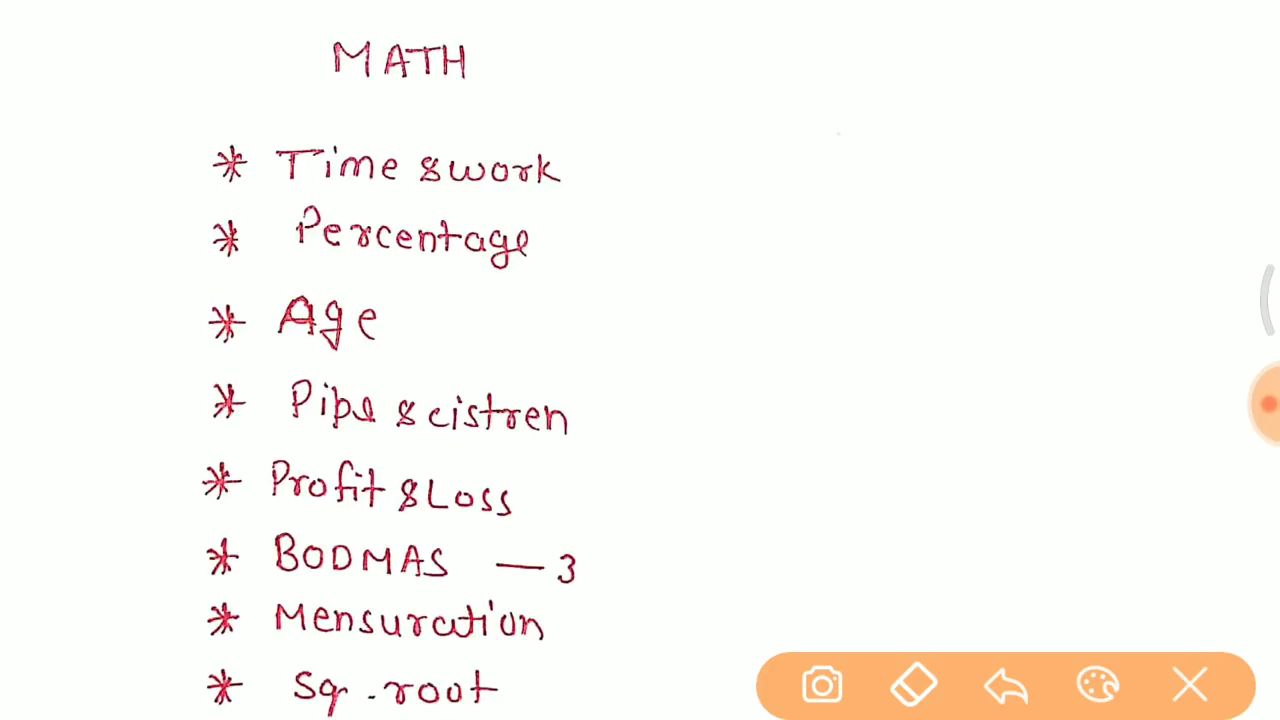 MATH
* Time & work
* Percentage
* Age
* Pipe & cistren
* Profit & Loss
* BODMAS — 3
* Mensuration
* Sq. root